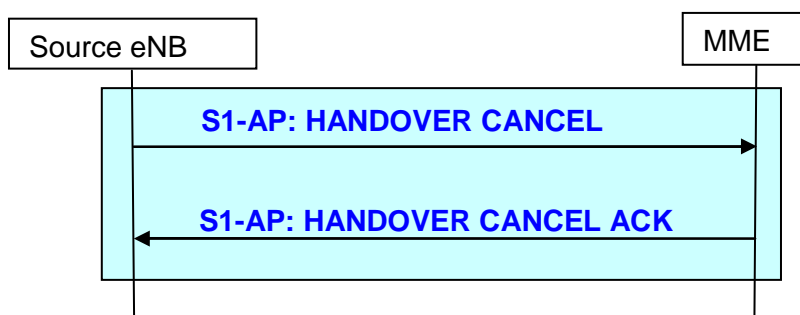 Source eNB
MME
S1-AP: HANDOVER CANCEL
S1-AP: HANDOVER CANCEL ACK